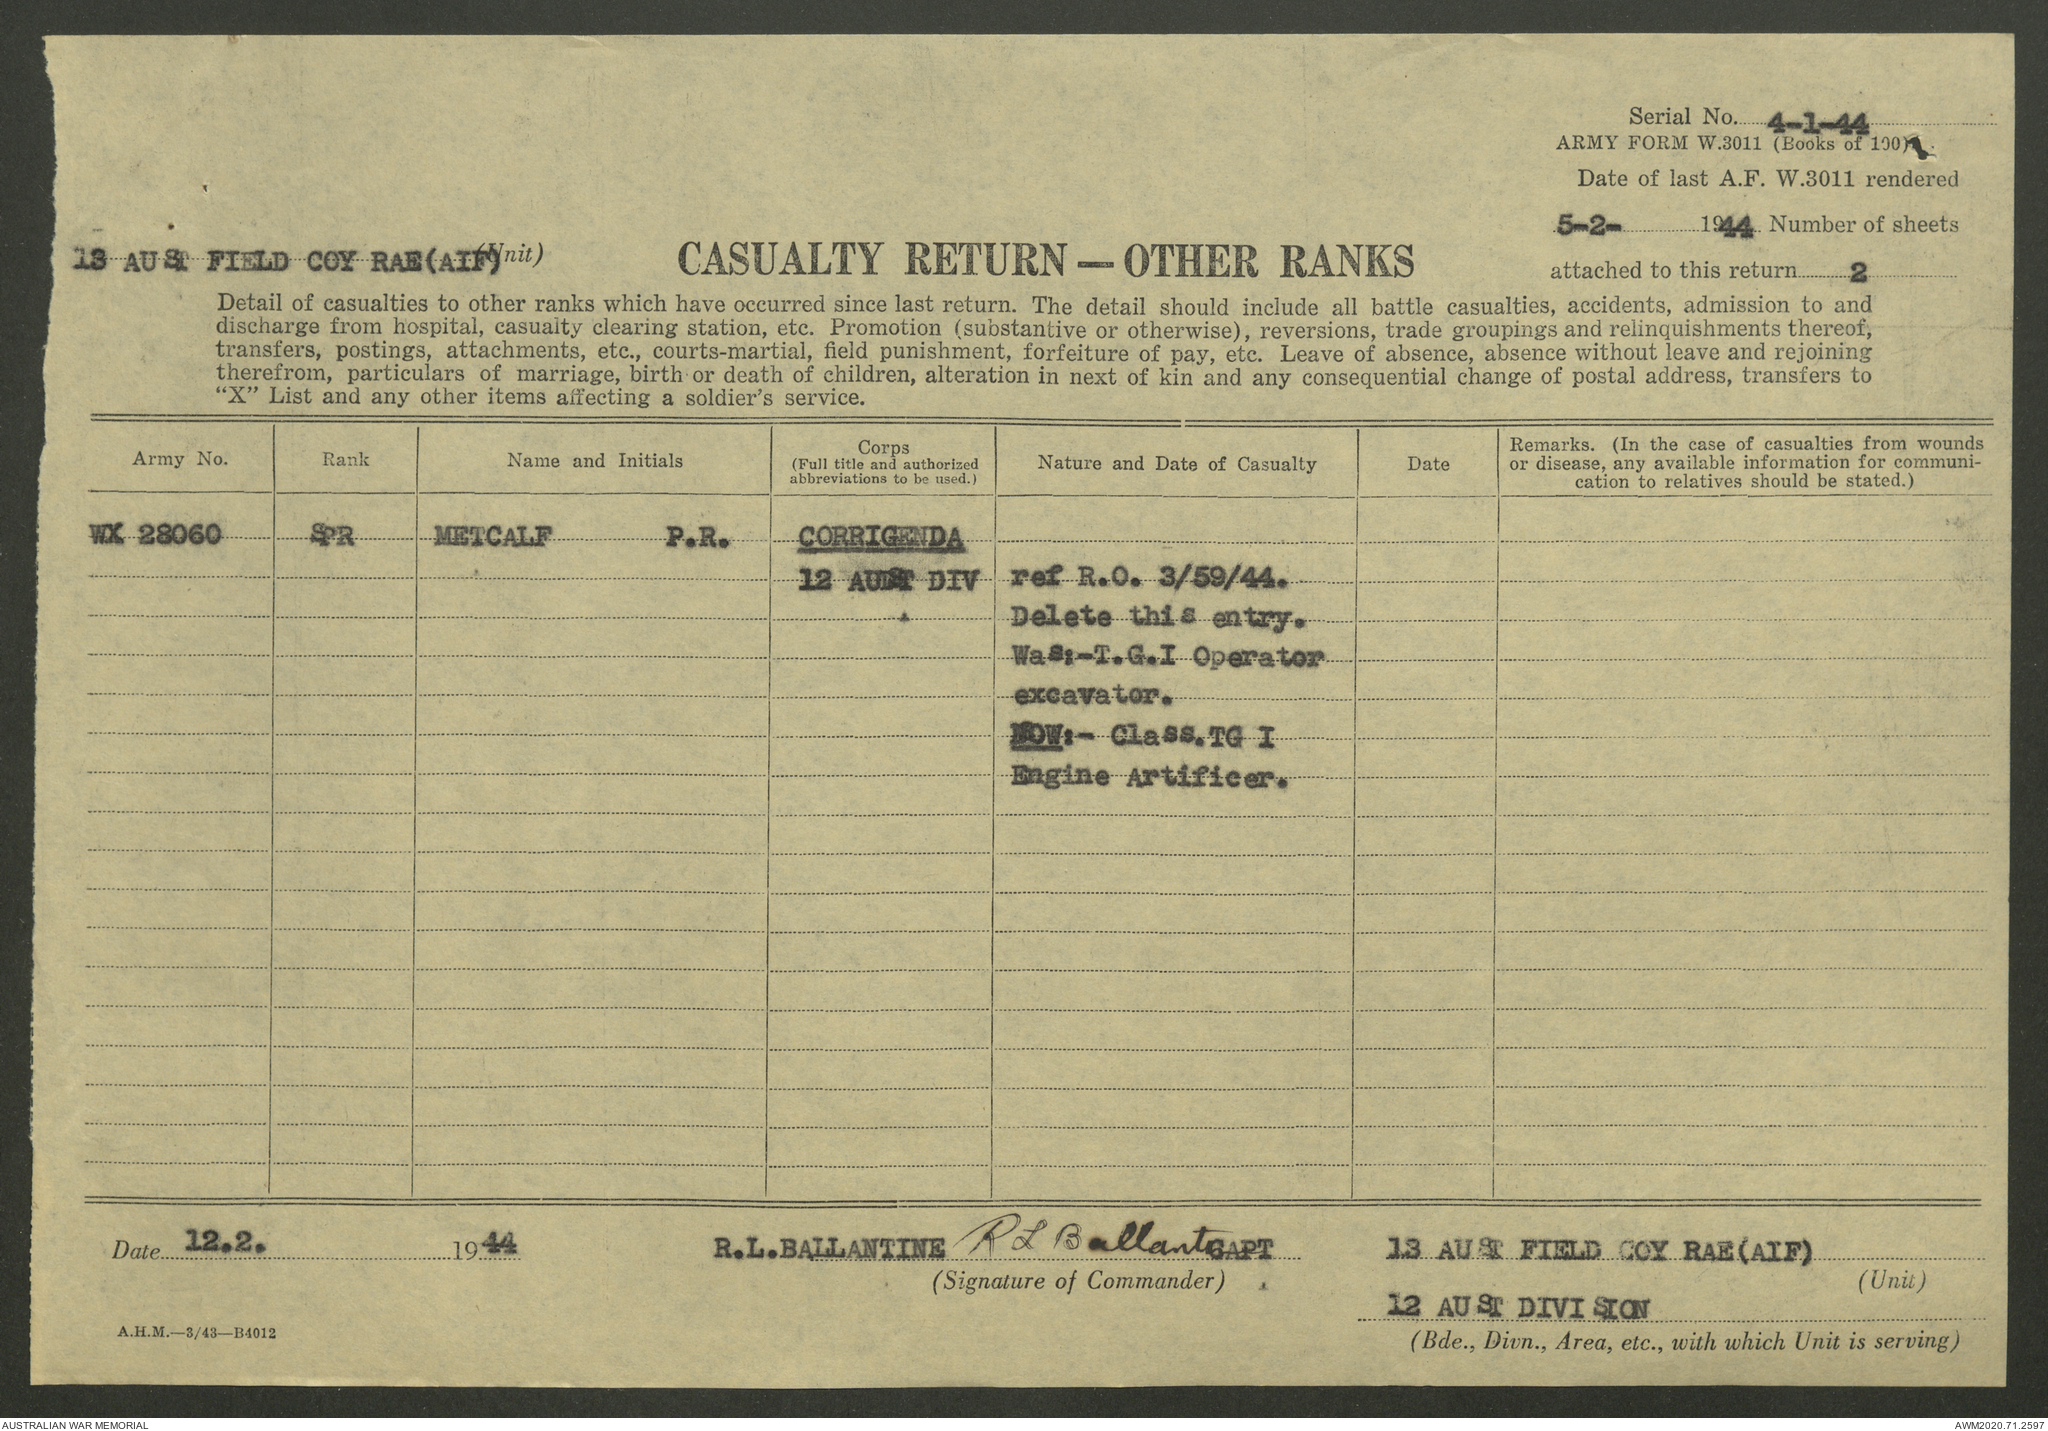 Serial No. 4-1-44
ARMY FORM W.3011 (Books of 100)
Date of last A.F. W.3011 rendered
5-2- 1944 Number of sheets
attached to this return 2
13 AUST FIELD COY RAE(AIF) (Unit)
CASUALTY RETURN — OTHER RANKS
Detail of casualties to other ranks which have occurred since last return. The detail should include all battle casualties, accidents, admission to and
discharge from hospital, casualty clearing station, etc. Promotion (substantive or otherwise), reversions, trade groupings and relinquishments thereof,
transfers, postings, attachments, etc., courts-martial, field punishment, forfeiture of pay, etc. Leave of absence, absence without leave and rejoining
therefrom, particulars of marriage, birth or death of children, alteration in next of kin and any consequential change of postal address, transfers to
“X” List and any other items affecting a soldier’s service.
Army No. Rank Name and Initials Corps (Full title and authorized abbreviations to be used.) Nature and Date of Casualty Date Remarks. (In the case of casualties from wounds
or disease, any available information for communi-
cation to relatives should be stated.)
WX 28060 SPR METCALF P.R. CORRIGENDA
12 AUST DIV ref R.O. 3/59/44.
Delete this entry.
Was:-T.G.I Operator
excavator.
NOW:- Class.TG I
Engine Artificer.
Date 12.2. 1944 R.L.BALLANTINE R L Ballant CAPT 13 AUST FIELD COY RAE(AIF)
(Signature of Commander) (Unit)
12 AUST DIVISION
A.H.M.—3/43—B4012
(Bde., Divn., Area, etc., with which Unit is serving)
AUSTRALIAN WAR MEMORIAL AWM2020.71.2597